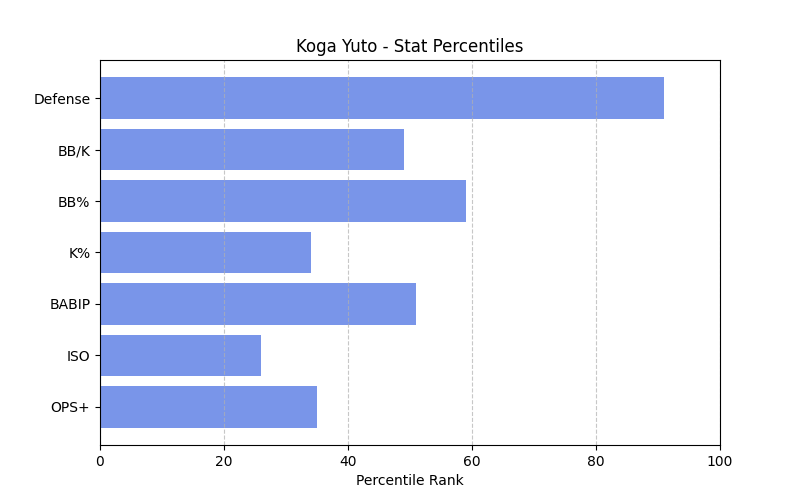 Koga Yuto - Stat Percentiles
Defense
BB/K
BB%
K%
BABIP
ISO
OPS+
0 20 40 60 80 100
Percentile Rank